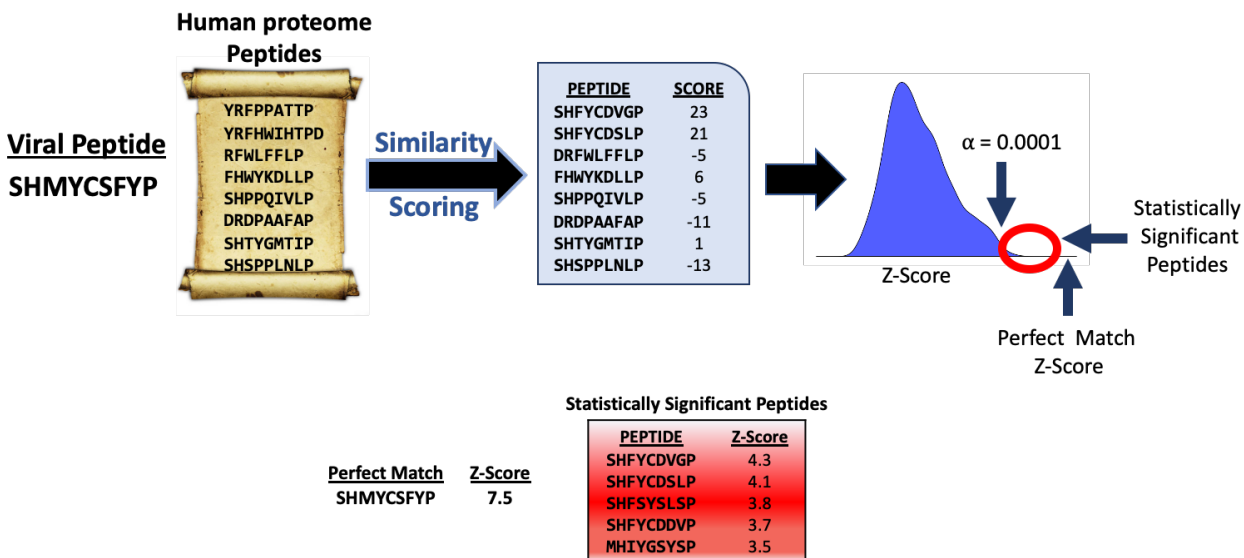 Human proteome
Peptides
Viral Peptide
SHMYCSFYP
YRFPPATTP
YRFHWIHTPD
RFWLFFLP
FHWYKDLLP
SHPPQIVLP
DRDPAAFAP
SHTYGMTIP
SHSPPLNLP
Similarity
Scoring
PEPTIDE SCORE
SHFYCDVGP 23
SHFYCDSLP 21
DRFWLFFLP -5
FHWYKDLLP 6
SHPPQIVLP -5
DRDPAAFAP -11
SHTYGMTIP 1
SHSPPLNLP -13
α = 0.0001
Z-Score
Statistically
Significant
Peptides
Perfect Match
Z-Score
Perfect Match Z-Score
SHMYCSFYP 7.5
Statistically Significant Peptides
PEPTIDE Z-Score
SHFYCDVGP 4.3
SHFYCDSLP 4.1
SHFSYSLSP 3.8
SHFYCDDVP 3.7
MHIYGSYSP 3.5